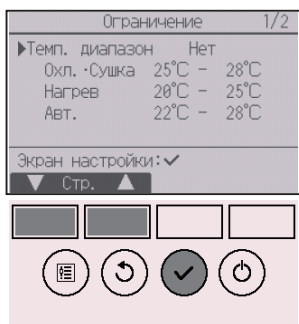 Ограничение 1/2
▶Темп. диапазон Нет
Охл.·Сушка 25°C – 28°C
Нагрев 20°C – 25°C
Авт. 22°C – 28°C
Экран настройки:✓
▼ Стр. ▲